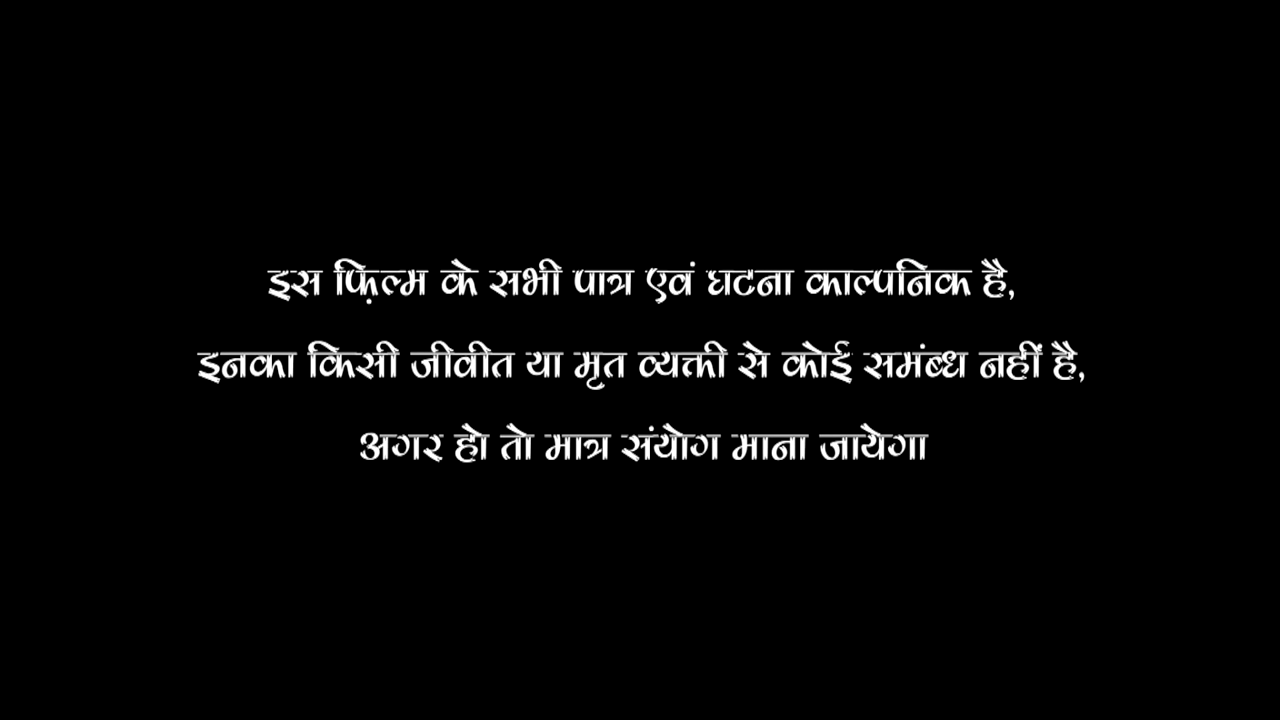 इस फ़िल्म के सभी पात्र एवं घटना काल्पनिक है,
इनका किसी जीवीत या मृत व्यक्ती से कोई समंब्ध नहीं है,
अगर हो तो मात्र संयोग माना जायेगा